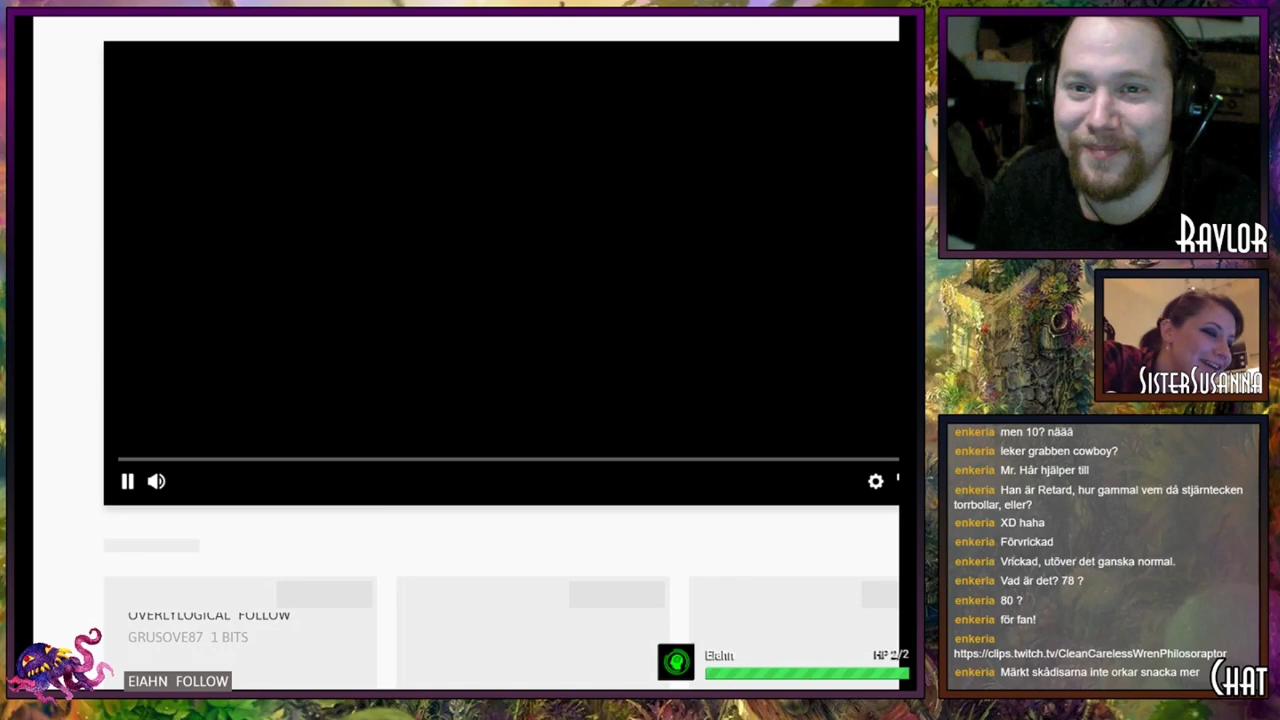 RAVLOR
SISTERSUSANNA
enkeria men 10? näää
enkeria leker grabben cowboy?
enkeria Mr. Hår hjälper till
enkeria Han är Retard, hur gammal vem då stjärntecken
torrbollar, eller?
enkeria XD haha
enkeria Förvrickad
enkeria Vrickad, utöver det ganska normal.
enkeria Vad är det? 78 ?
enkeria 80 ?
enkeria för fan!
enkeria
https://clips.twitch.tv/CleanCarelessWrenPhilosoraptor
enkeria Märkt skådisarna inte orkar snacka mer
CHAT
OVERLYLOGICAL FOLLOW
GRUSOVE87 1 BITS
EIAHN FOLLOW
Eiahn
HP 2/2